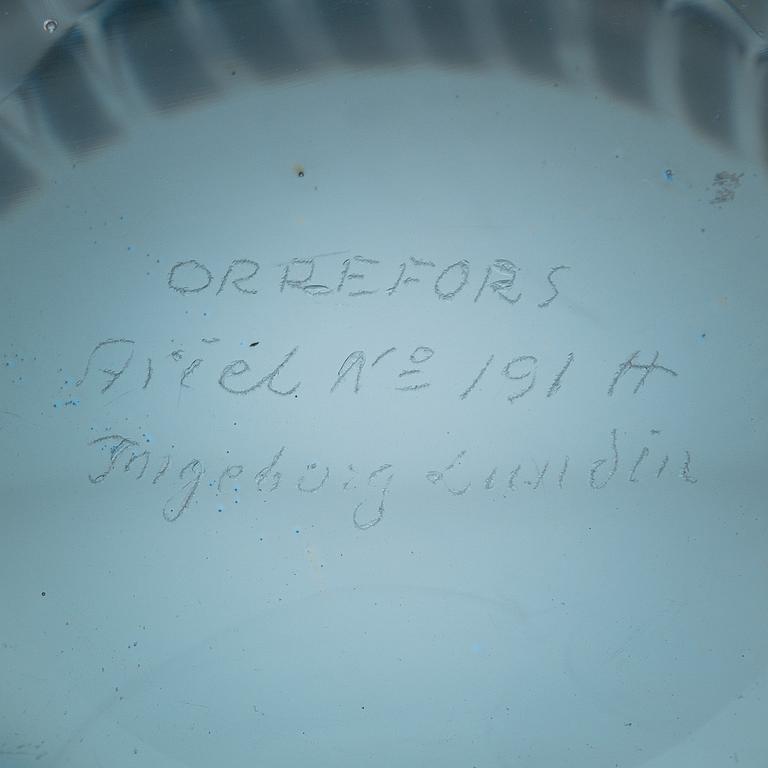 ORREFORS
Ariel Nº 191 H
Ingeborg Lundin